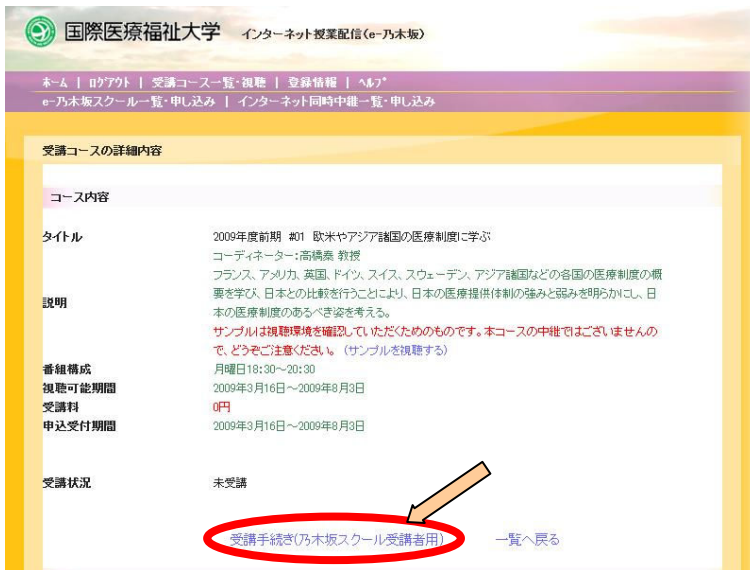 国際医療福祉大学 インターネット授業配信(e-乃木坂)
ホーム | ログアウト | 受講コース一覧・視聴 | 登録情報 | ヘルプ
e-乃木坂スクール一覧・申し込み | インターネット同時中継一覧・申し込み
受講コースの詳細内容
コース内容
タイトル 2009年度前期 #01 欧米やアジア諸国の医療制度に学ぶ
コーディネーター:高橋泰 教授
フランス、アメリカ、英国、ドイツ、スイス、スウェーデン、アジア諸国などの各国の医療制度の概
説明 要を学び、日本との比較を行うことにより、日本の医療提供体制の強みと弱みを明らかにし、日
本の医療制度のあるべき姿を考える。
サンプルは視聴環境を確認していただくためのものです。本コースの中継ではございませんの
で、どうぞご注意ください。 (サンプルを視聴する)
番組構成 月曜日18:30～20:30
視聴可能期間 2009年3月16日～2009年8月3日
受講料 0円
申込受付期間 2009年3月16日～2009年8月3日
受講状況 未受講
受講手続き(乃木坂スクール受講者用) 一覧へ戻る